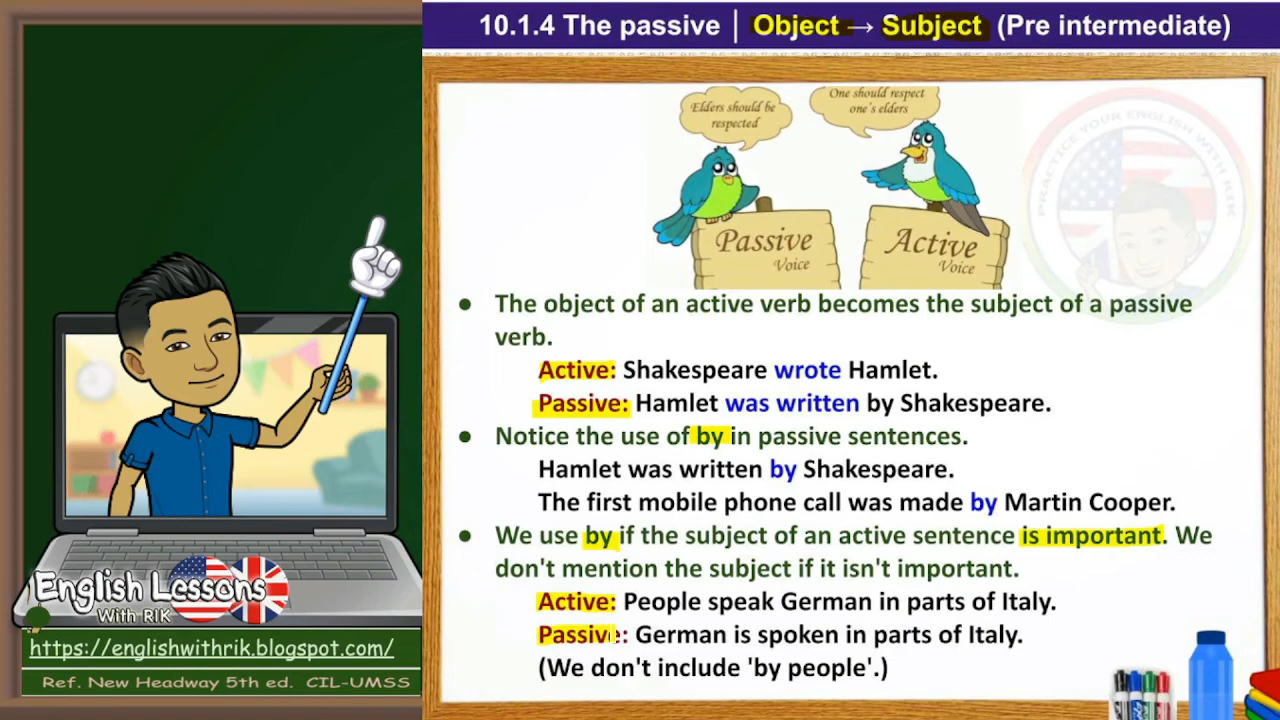 10.1.4 The passive | Object → Subject (Pre intermediate)
Elders should be
respected
One should respect
one's elders
Passive
Voice
Active
Voice
PRACTICE YOUR ENGLISH WITH RIK
● The object of an active verb becomes the subject of a passive
verb.
Active: Shakespeare wrote Hamlet.
Passive: Hamlet was written by Shakespeare.
● Notice the use of by in passive sentences.
Hamlet was written by Shakespeare.
The first mobile phone call was made by Martin Cooper.
● We use by if the subject of an active sentence is important. We
don't mention the subject if it isn't important.
Active: People speak German in parts of Italy.
Passive: German is spoken in parts of Italy.
(We don't include 'by people'.)
English Lessons
With RIK
https://englishwithrik.blogspot.com/
Ref. New Headway 5th ed. CIL-UMSS